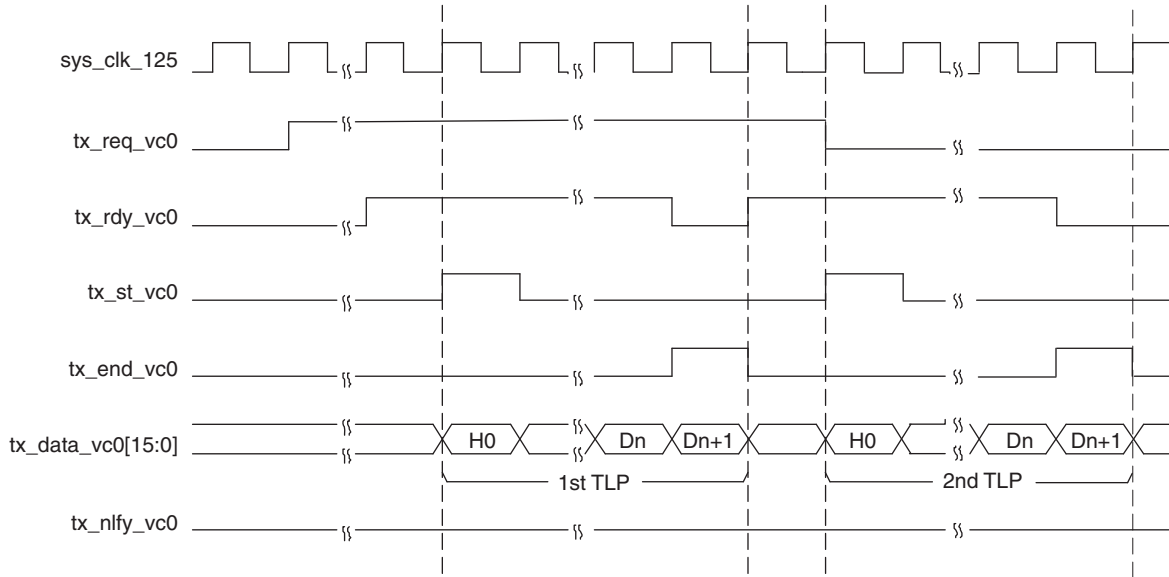 sys_clk_125
tx_req_vc0
tx_rdy_vc0
tx_st_vc0
tx_end_vc0
tx_data_vc0[15:0] H0 Dn Dn+1 H0 Dn Dn+1
1st TLP 2nd TLP
tx_nlfy_vc0